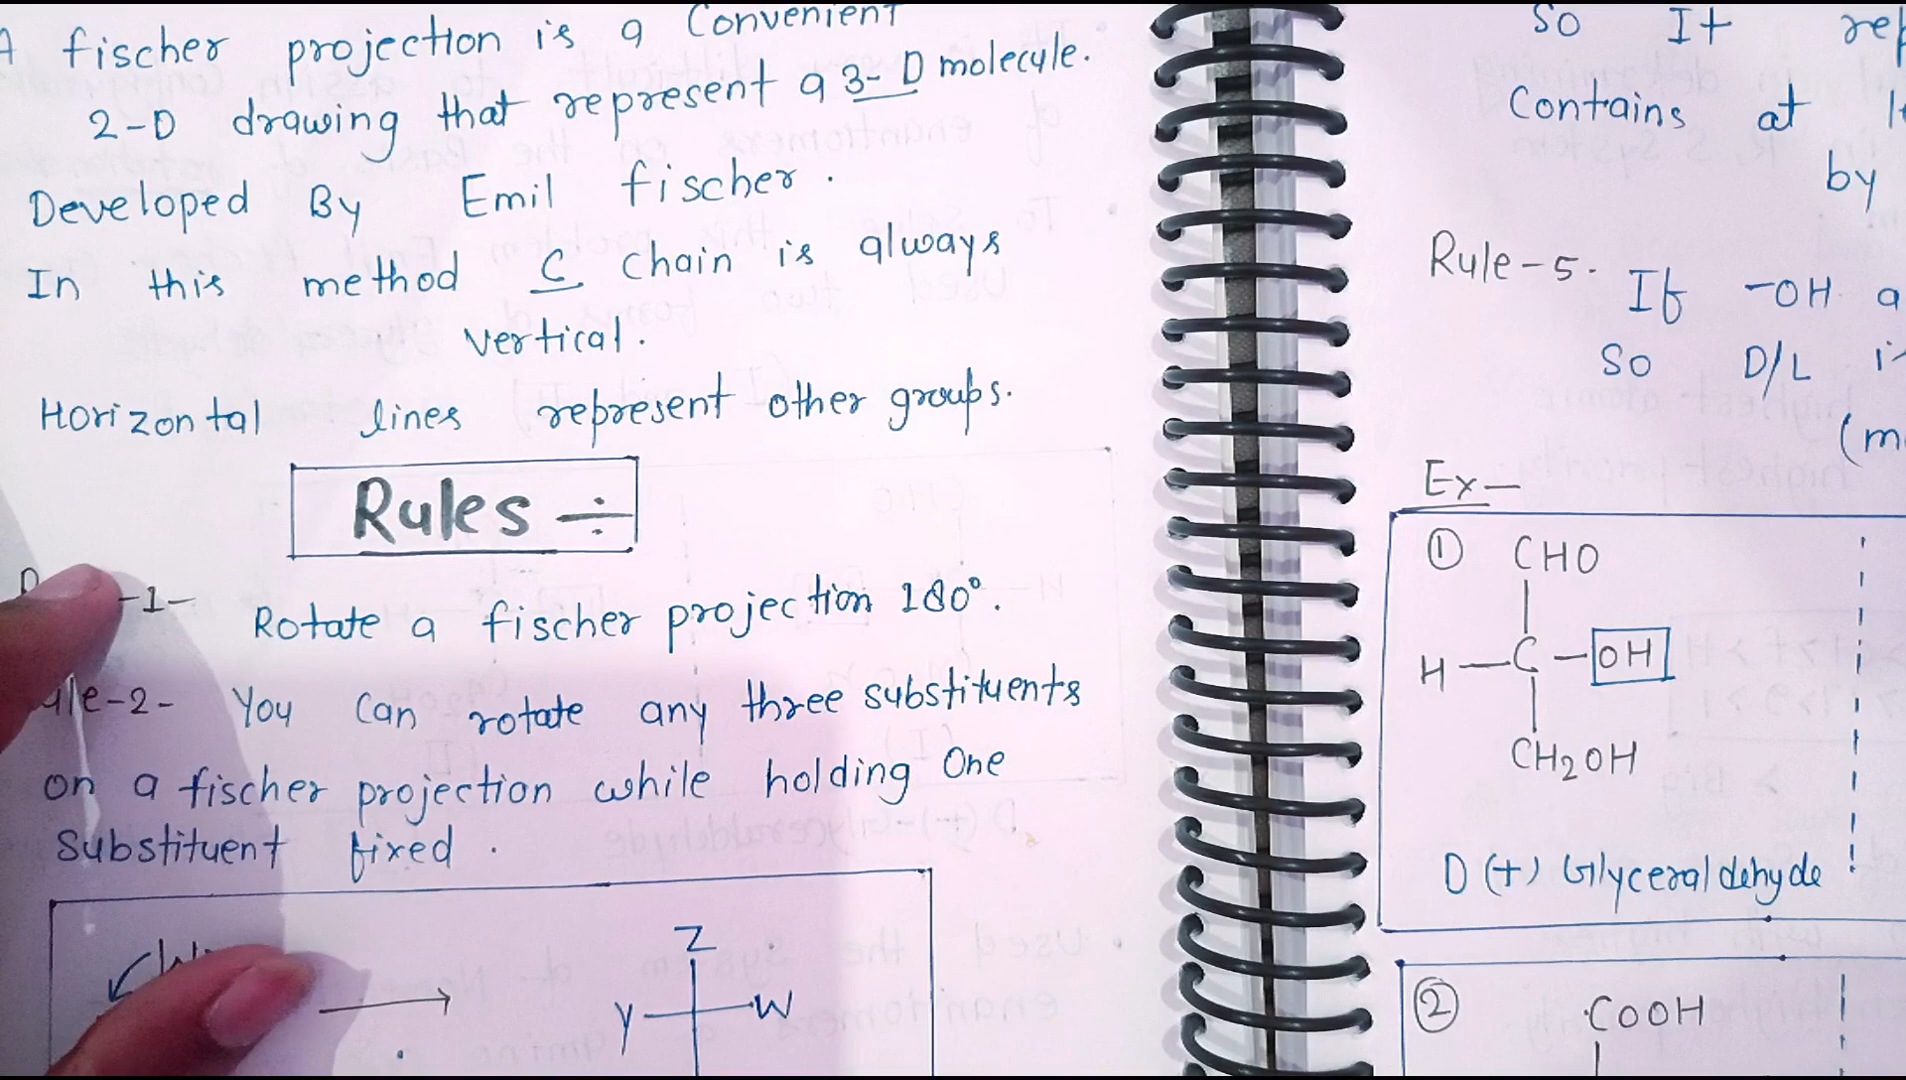 A fischer projection is a Convenient
2-D drawing that represent a 3-D molecule.
Developed By Emil fischer.
In this method C chain is always
vertical.
Horizontal lines represent other groups.
Rules ÷
-1- Rotate a fischer projection 180°.
ule-2- You Can rotate any three substituents
on a fischer projection while holding One
Substituent fixed.
Z
Y W
So It rep
Contains at
by
Rule-5. If -OH a
So D/L
(m
Ex-
① CHO
H-C-OH
CH2OH
D(+) Glyceraldehyde
② COOH